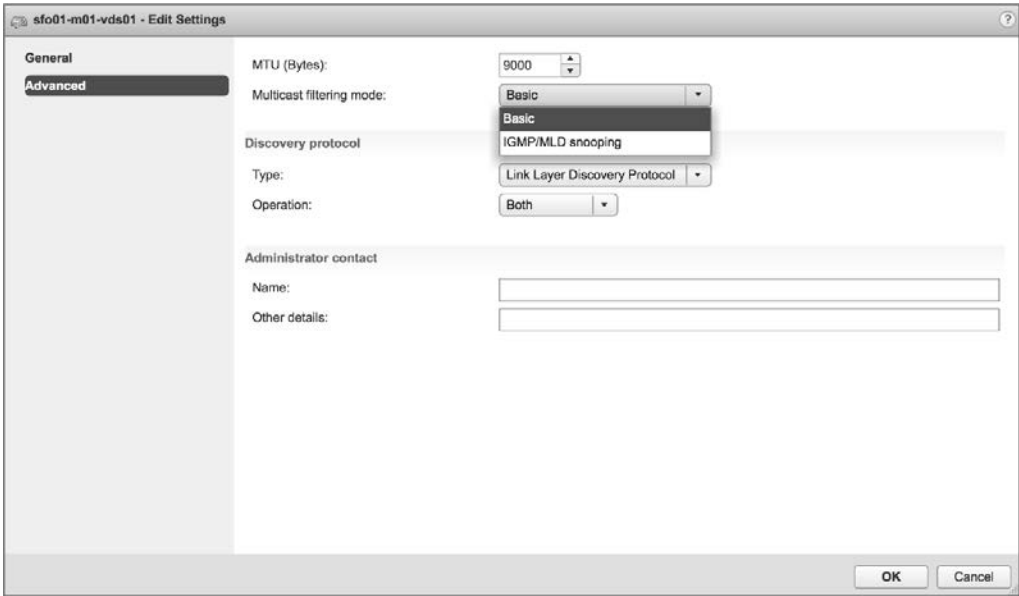 sfo01-m01-vds01 - Edit Settings
?
General
Advanced
MTU (Bytes):
9000
Multicast filtering mode:
Basic
Basic
IGMP/MLD snooping
Discovery protocol
Type:
Link Layer Discovery Protocol
Operation:
Both
Administrator contact
Name:
Other details:
OK
Cancel